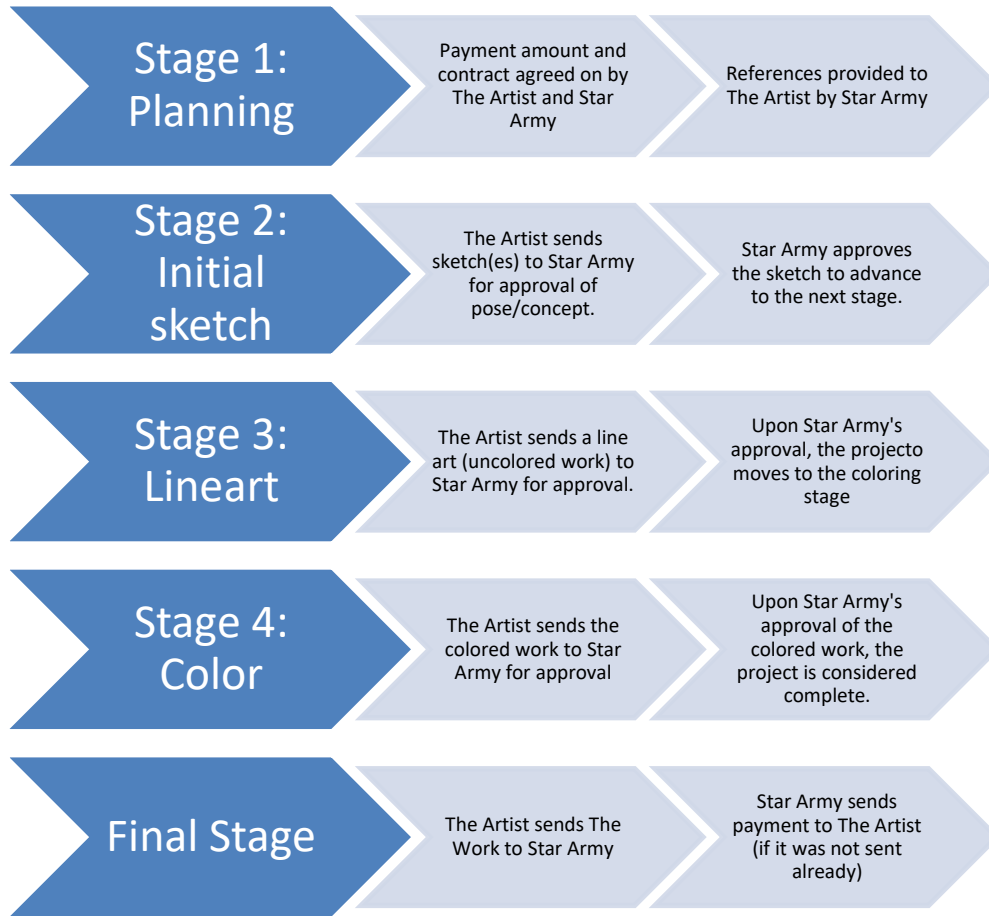 Stage 1:
Planning
Payment amount and
contract agreed on by
The Artist and Star
Army
References provided to
The Artist by Star Army
Stage 2:
Initial
sketch
The Artist sends
sketch(es) to Star Army
for approval of
pose/concept.
Star Army approves
the sketch to advance
to the next stage.
Stage 3:
Lineart
The Artist sends a line
art (uncolored work) to
Star Army for approval.
Upon Star Army's
approval, the projecto
moves to the coloring
stage
Stage 4:
Color
The Artist sends the
colored work to Star
Army for approval
Upon Star Army's
approval of the
colored work, the
project is considered
complete.
Final Stage
The Artist sends The
Work to Star Army
Star Army sends
payment to The Artist
(if it was not sent
already)